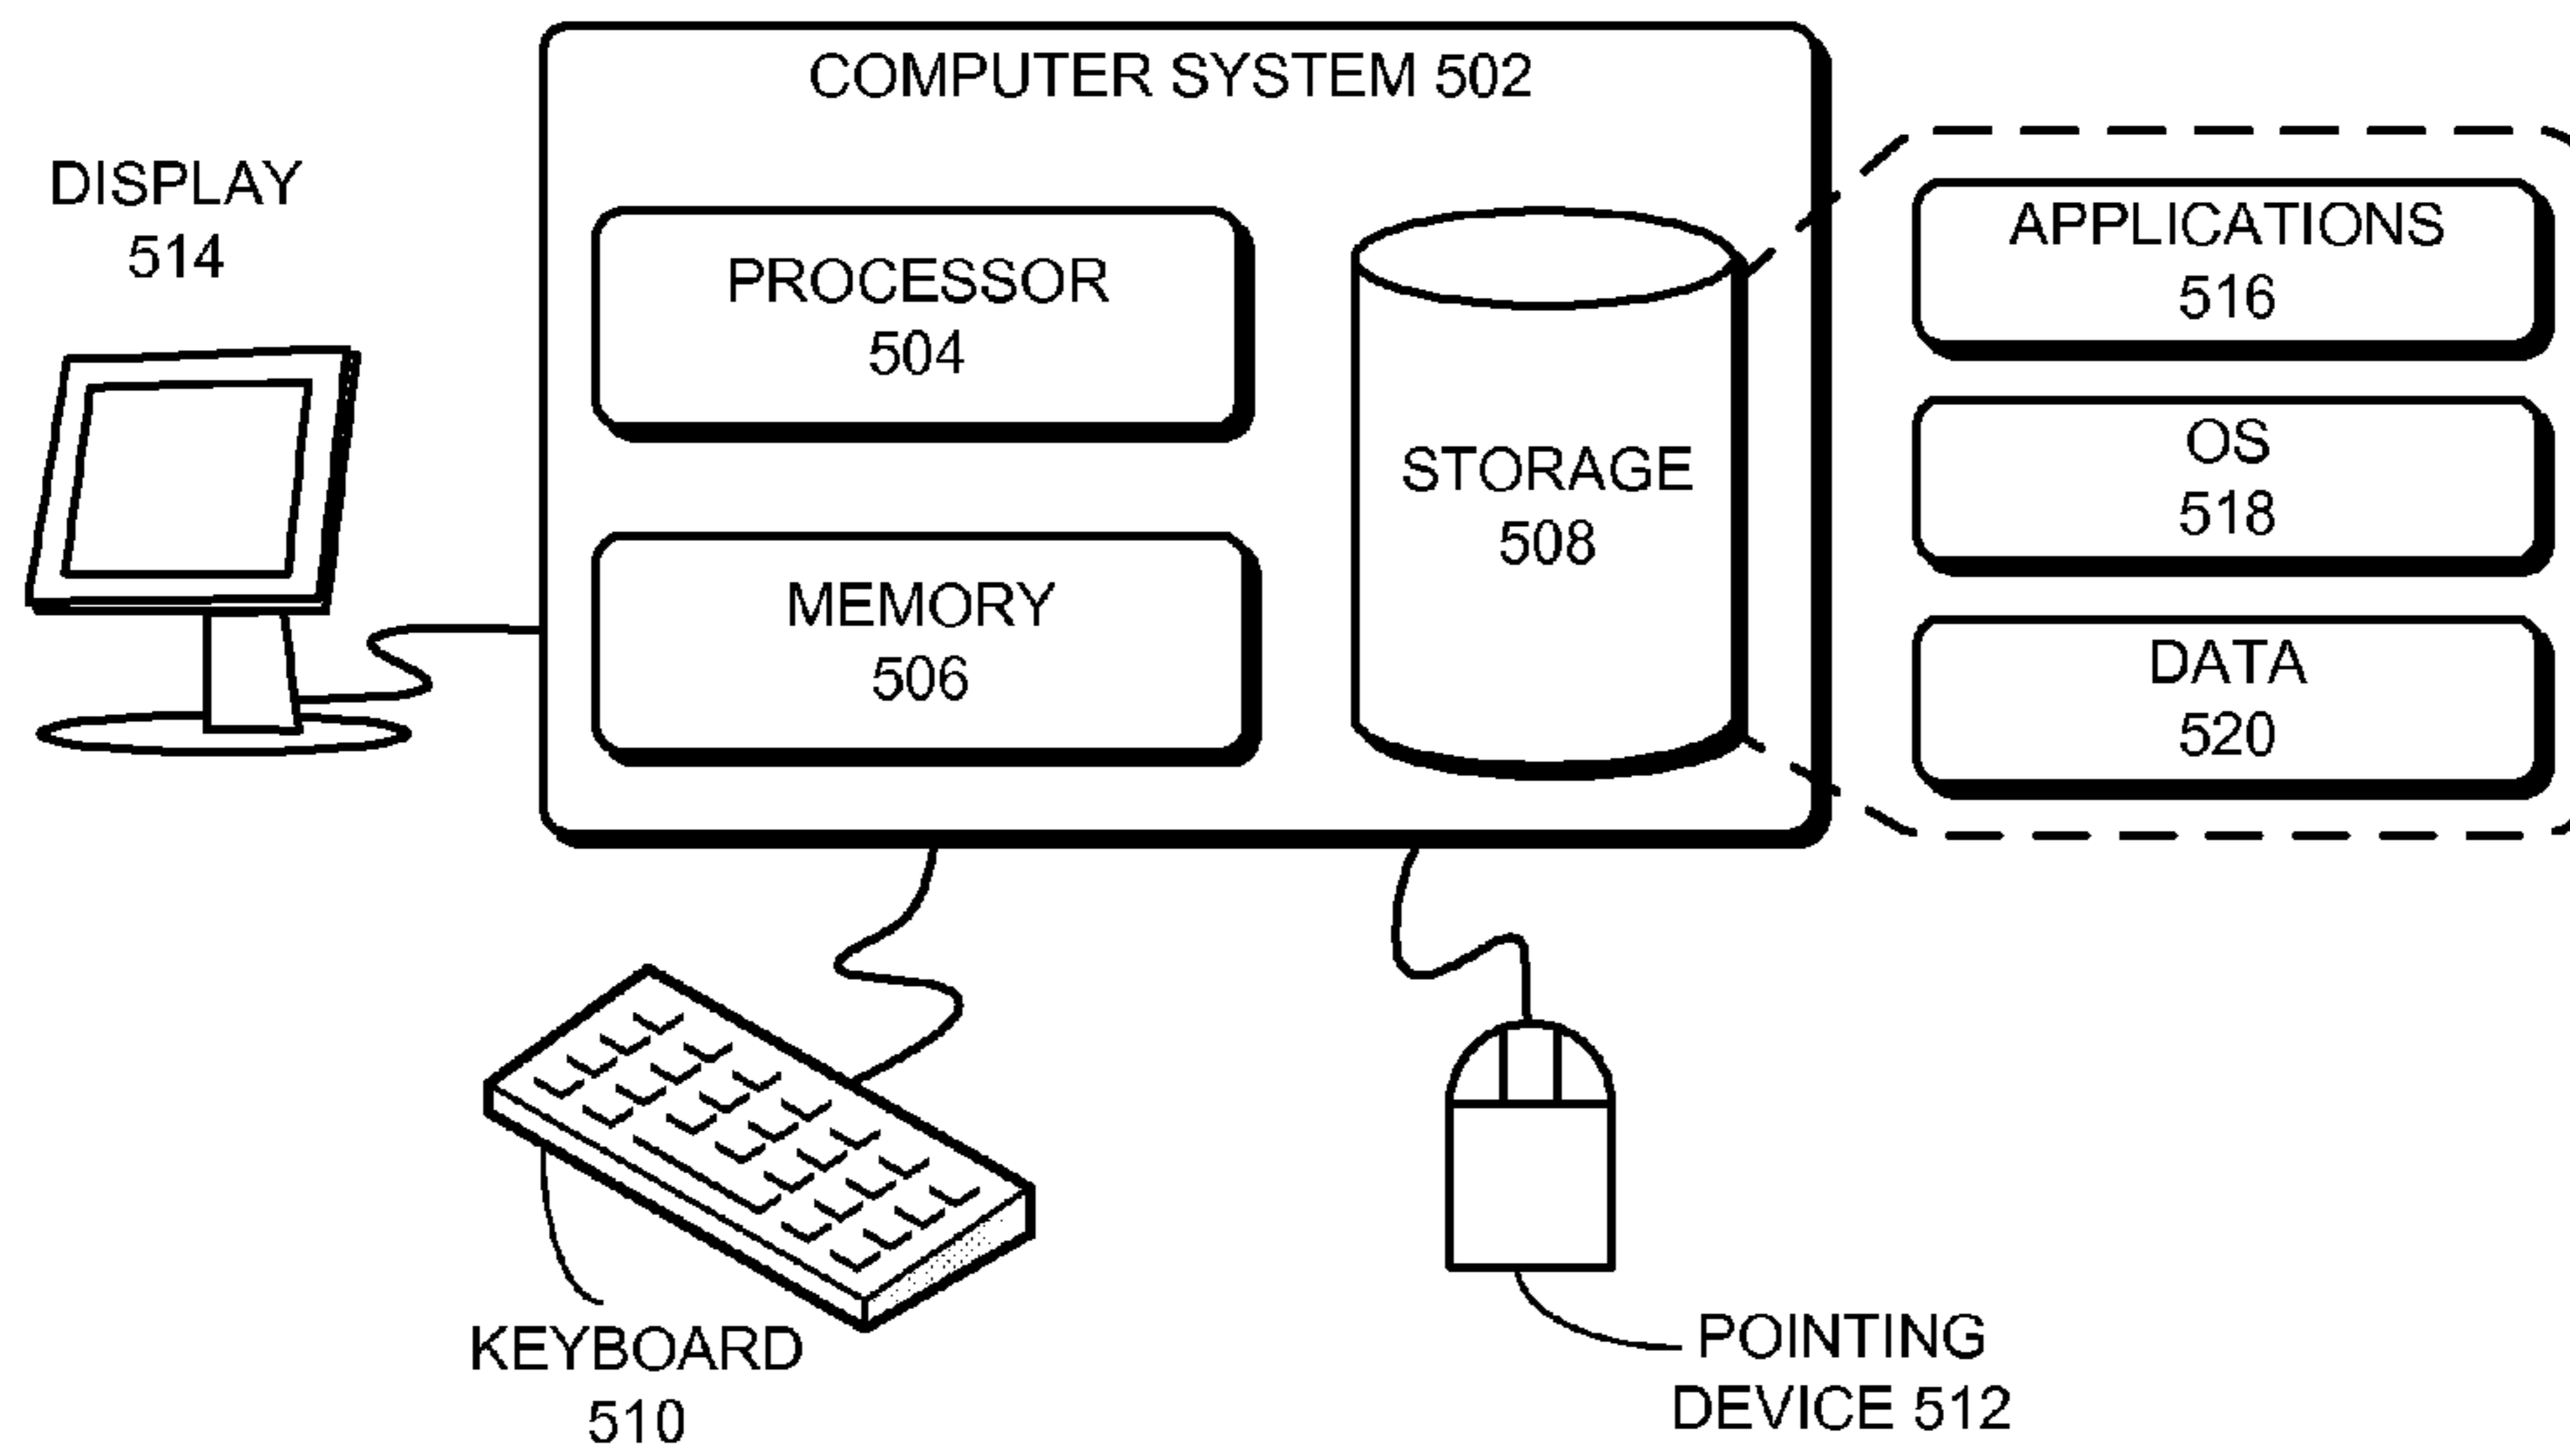 COMPUTER SYSTEM 502
DISPLAY
514
PROCESSOR
504
MEMORY
506
STORAGE
508
APPLICATIONS
516
OS
518
DATA
520
KEYBOARD
510
POINTING
DEVICE 512